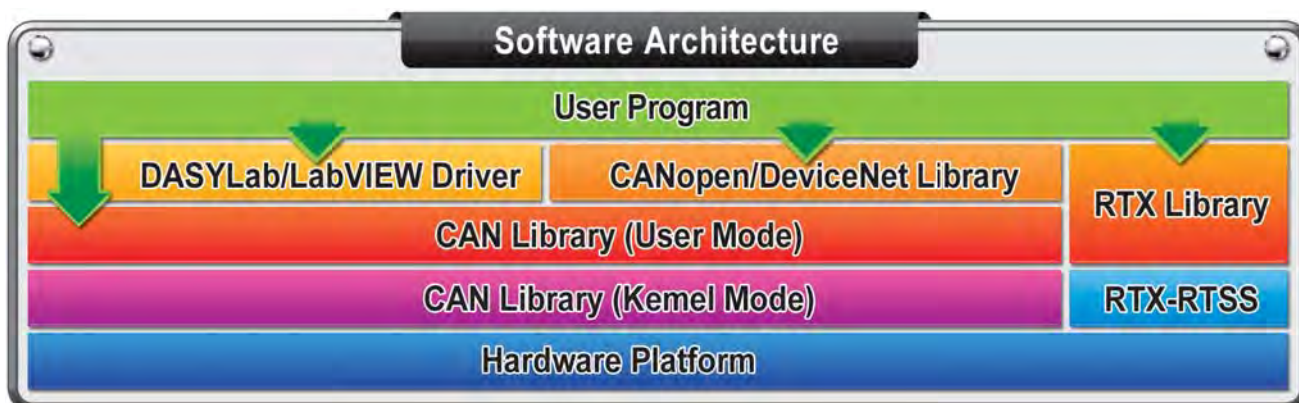 Software Architecture
User Program
DASYLab/LabVIEW Driver
CANopen/DeviceNet Library
RTX Library
CAN Library (User Mode)
CAN Library (Kemel Mode)
RTX-RTSS
Hardware Platform